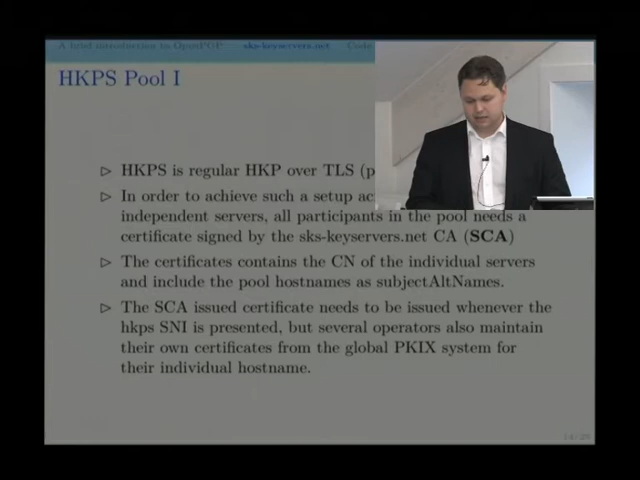 A brief introduction to OpenPGP sks-keyservers.net Code
HKPS Pool I
▷ HKPS is regular HKP over TLS (p
▷ In order to achieve such a setup ac
independent servers, all participants in the pool needs a
certificate signed by the sks-keyservers.net CA (SCA)
▷ The certificates contains the CN of the individual servers
and include the pool hostnames as subjectAltNames.
▷ The SCA issued certificate needs to be issued whenever the
hkps SNI is presented, but several operators also maintain
their own certificates from the global PKIX system for
their individual hostname.